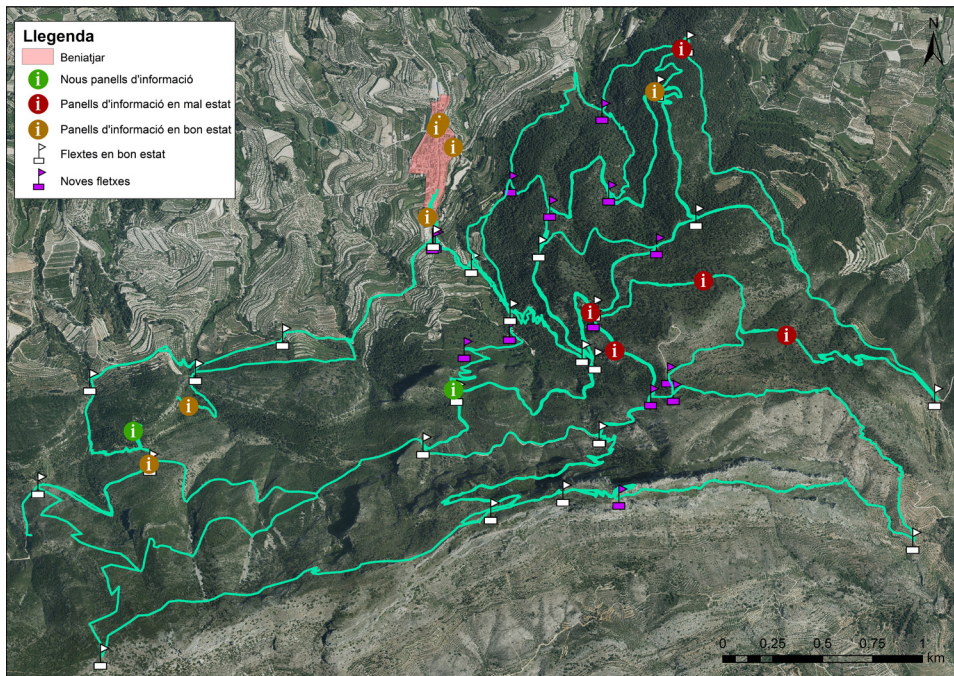 Llegenda
Beniatjar
Nous panells d'informació
Panells d'informació en mal estat
Panells d'informació en bon estat
Flextes en bon estat
Noves fletxes
N
0 0,25 0,5 0,75 1
km